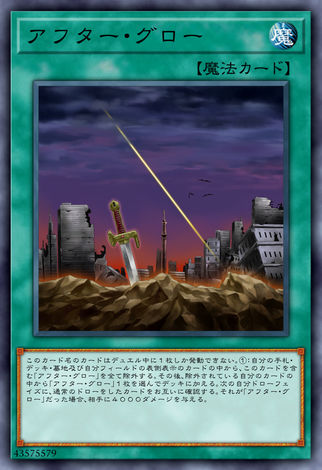 アフター・グロー
魔
【魔法カード】
このカード名のカードはデュエル中に1枚しか発動できない。①:自分の手札・
デッキ・墓地及び自分フィールドの表側表示のカードの中から、このカードを含
む「アフター・グロー」を全て除外する。その後、除外されている自分のカードの
中から「アフター・グロー」1枚を選んでデッキに加える。次の自分ドローフェ
イズに、通常のドローをしたカードをお互いに確認する。それが「アフター・グ
ロー」だった場合、相手に4000ダメージを与える。
43575579